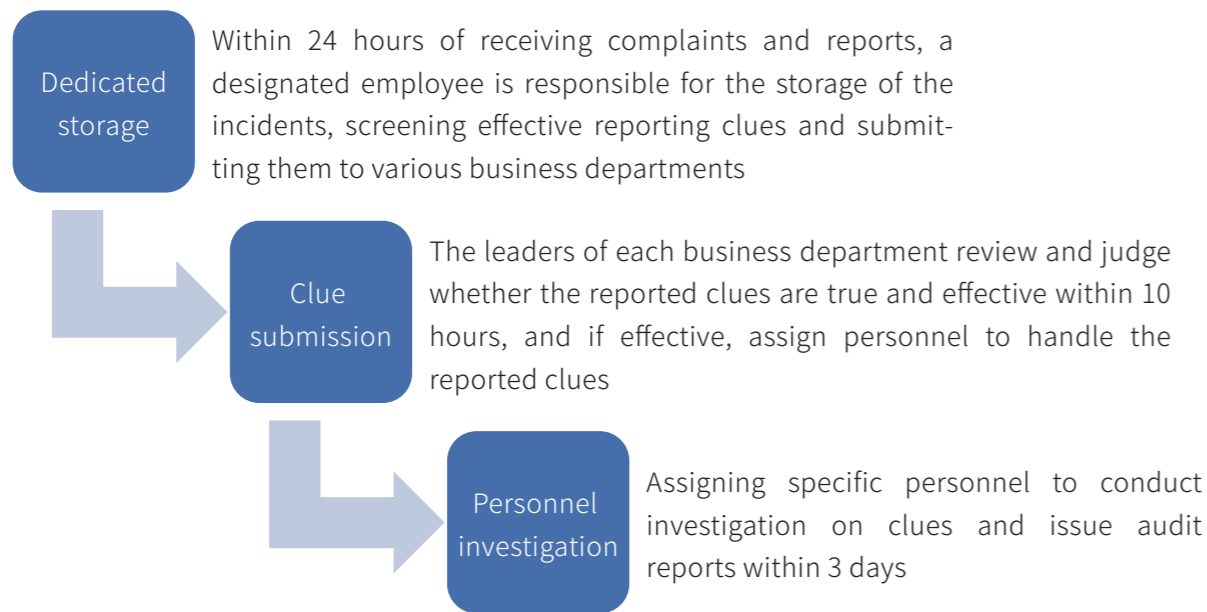 Dedicated
storage
Within 24 hours of receiving complaints and reports, a
designated employee is responsible for the storage of the
incidents, screening effective reporting clues and submit-
ting them to various business departments
Clue
submission
The leaders of each business department review and judge
whether the reported clues are true and effective within 10
hours, and if effective, assign personnel to handle the
reported clues
Personnel
investigation
Assigning specific personnel to conduct
investigation on clues and issue audit
reports within 3 days